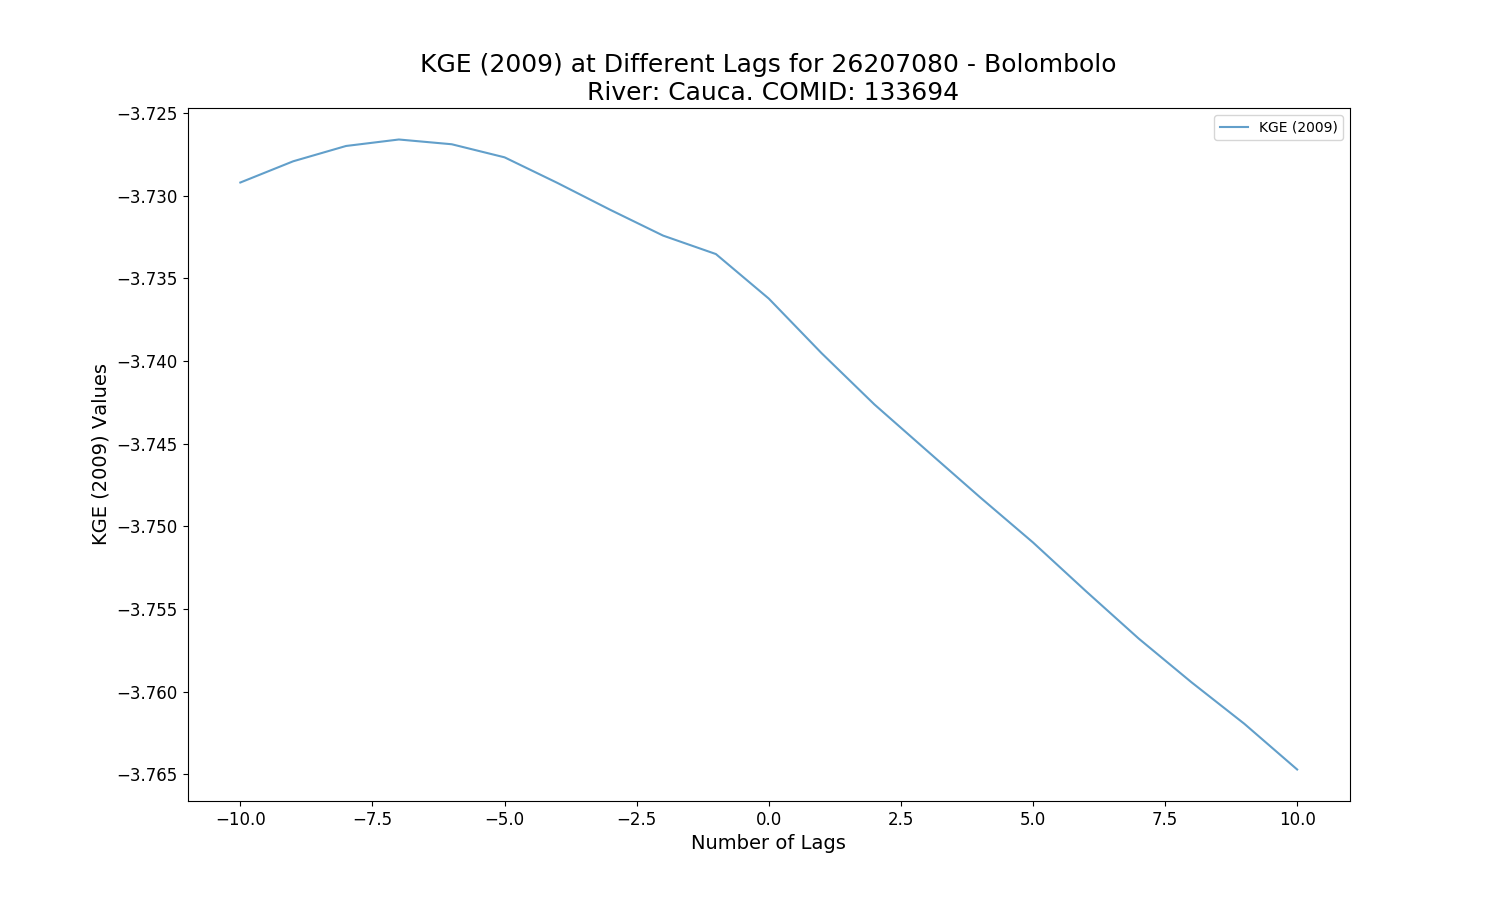 KGE (2009) at Different Lags for 26207080 - Bolombolo
River: Cauca. COMID: 133694
KGE (2009)
−3.725
−3.730
−3.735
−3.740
−3.745
−3.750
−3.755
−3.760
−3.765
KGE (2009) Values
−10.0 −7.5 −5.0 −2.5 0.0 2.5 5.0 7.5 10.0
Number of Lags